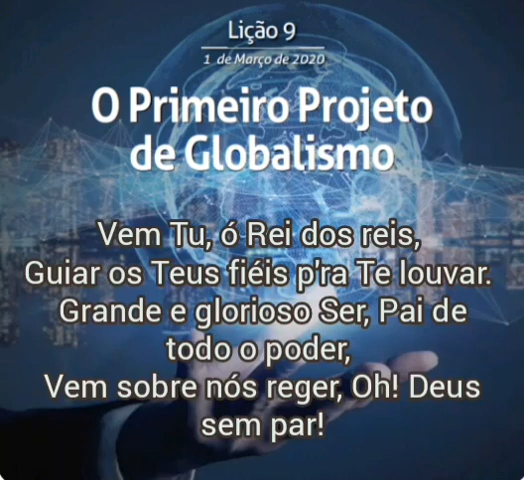 Lição 9
1 de Março de 2020
O Primeiro Projeto
de Globalismo
Vem Tu, ó Rei dos reis,
Guiar os Teus fiéis p'ra Te louvar.
Grande e glorioso Ser, Pai de
todo o poder,
Vem sobre nós reger, Oh! Deus
sem par!